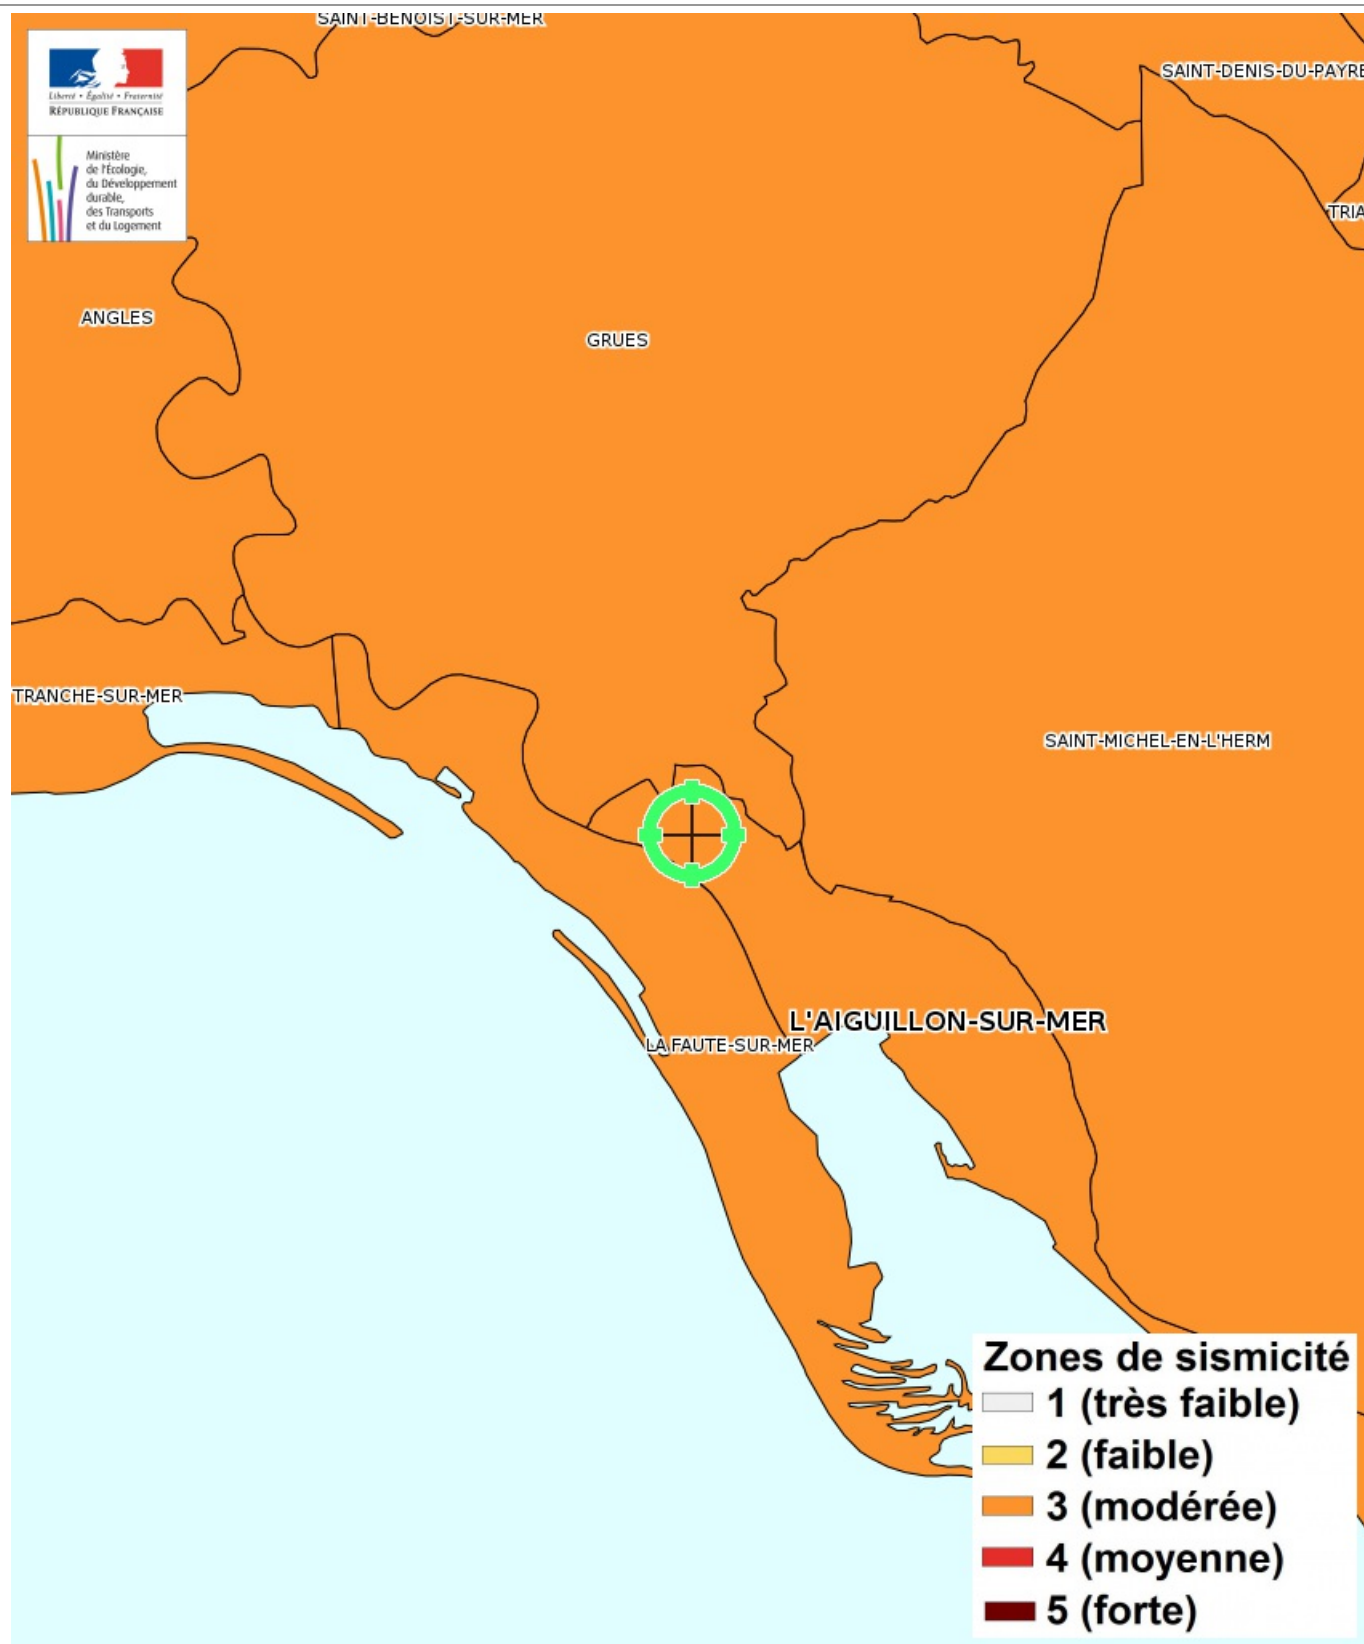 SAINT-BENOIST-SUR-MER
Liberté • Égalité • Fraternité
RÉPUBLIQUE FRANÇAISE
SAINT-DENIS-DU-PAYRE
Ministère
de l'Écologie,
du Développement
durable,
des Transports
et du Logement
TRIA
ANGLES
GRUES
TRANCHE-SUR-MER
SAINT-MICHEL-EN-L'HERM
L'AIGUILLON-SUR-MER
LA FAUTE-SUR-MER
Zones de sismicité
1 (très faible)
2 (faible)
3 (modérée)
4 (moyenne)
5 (forte)